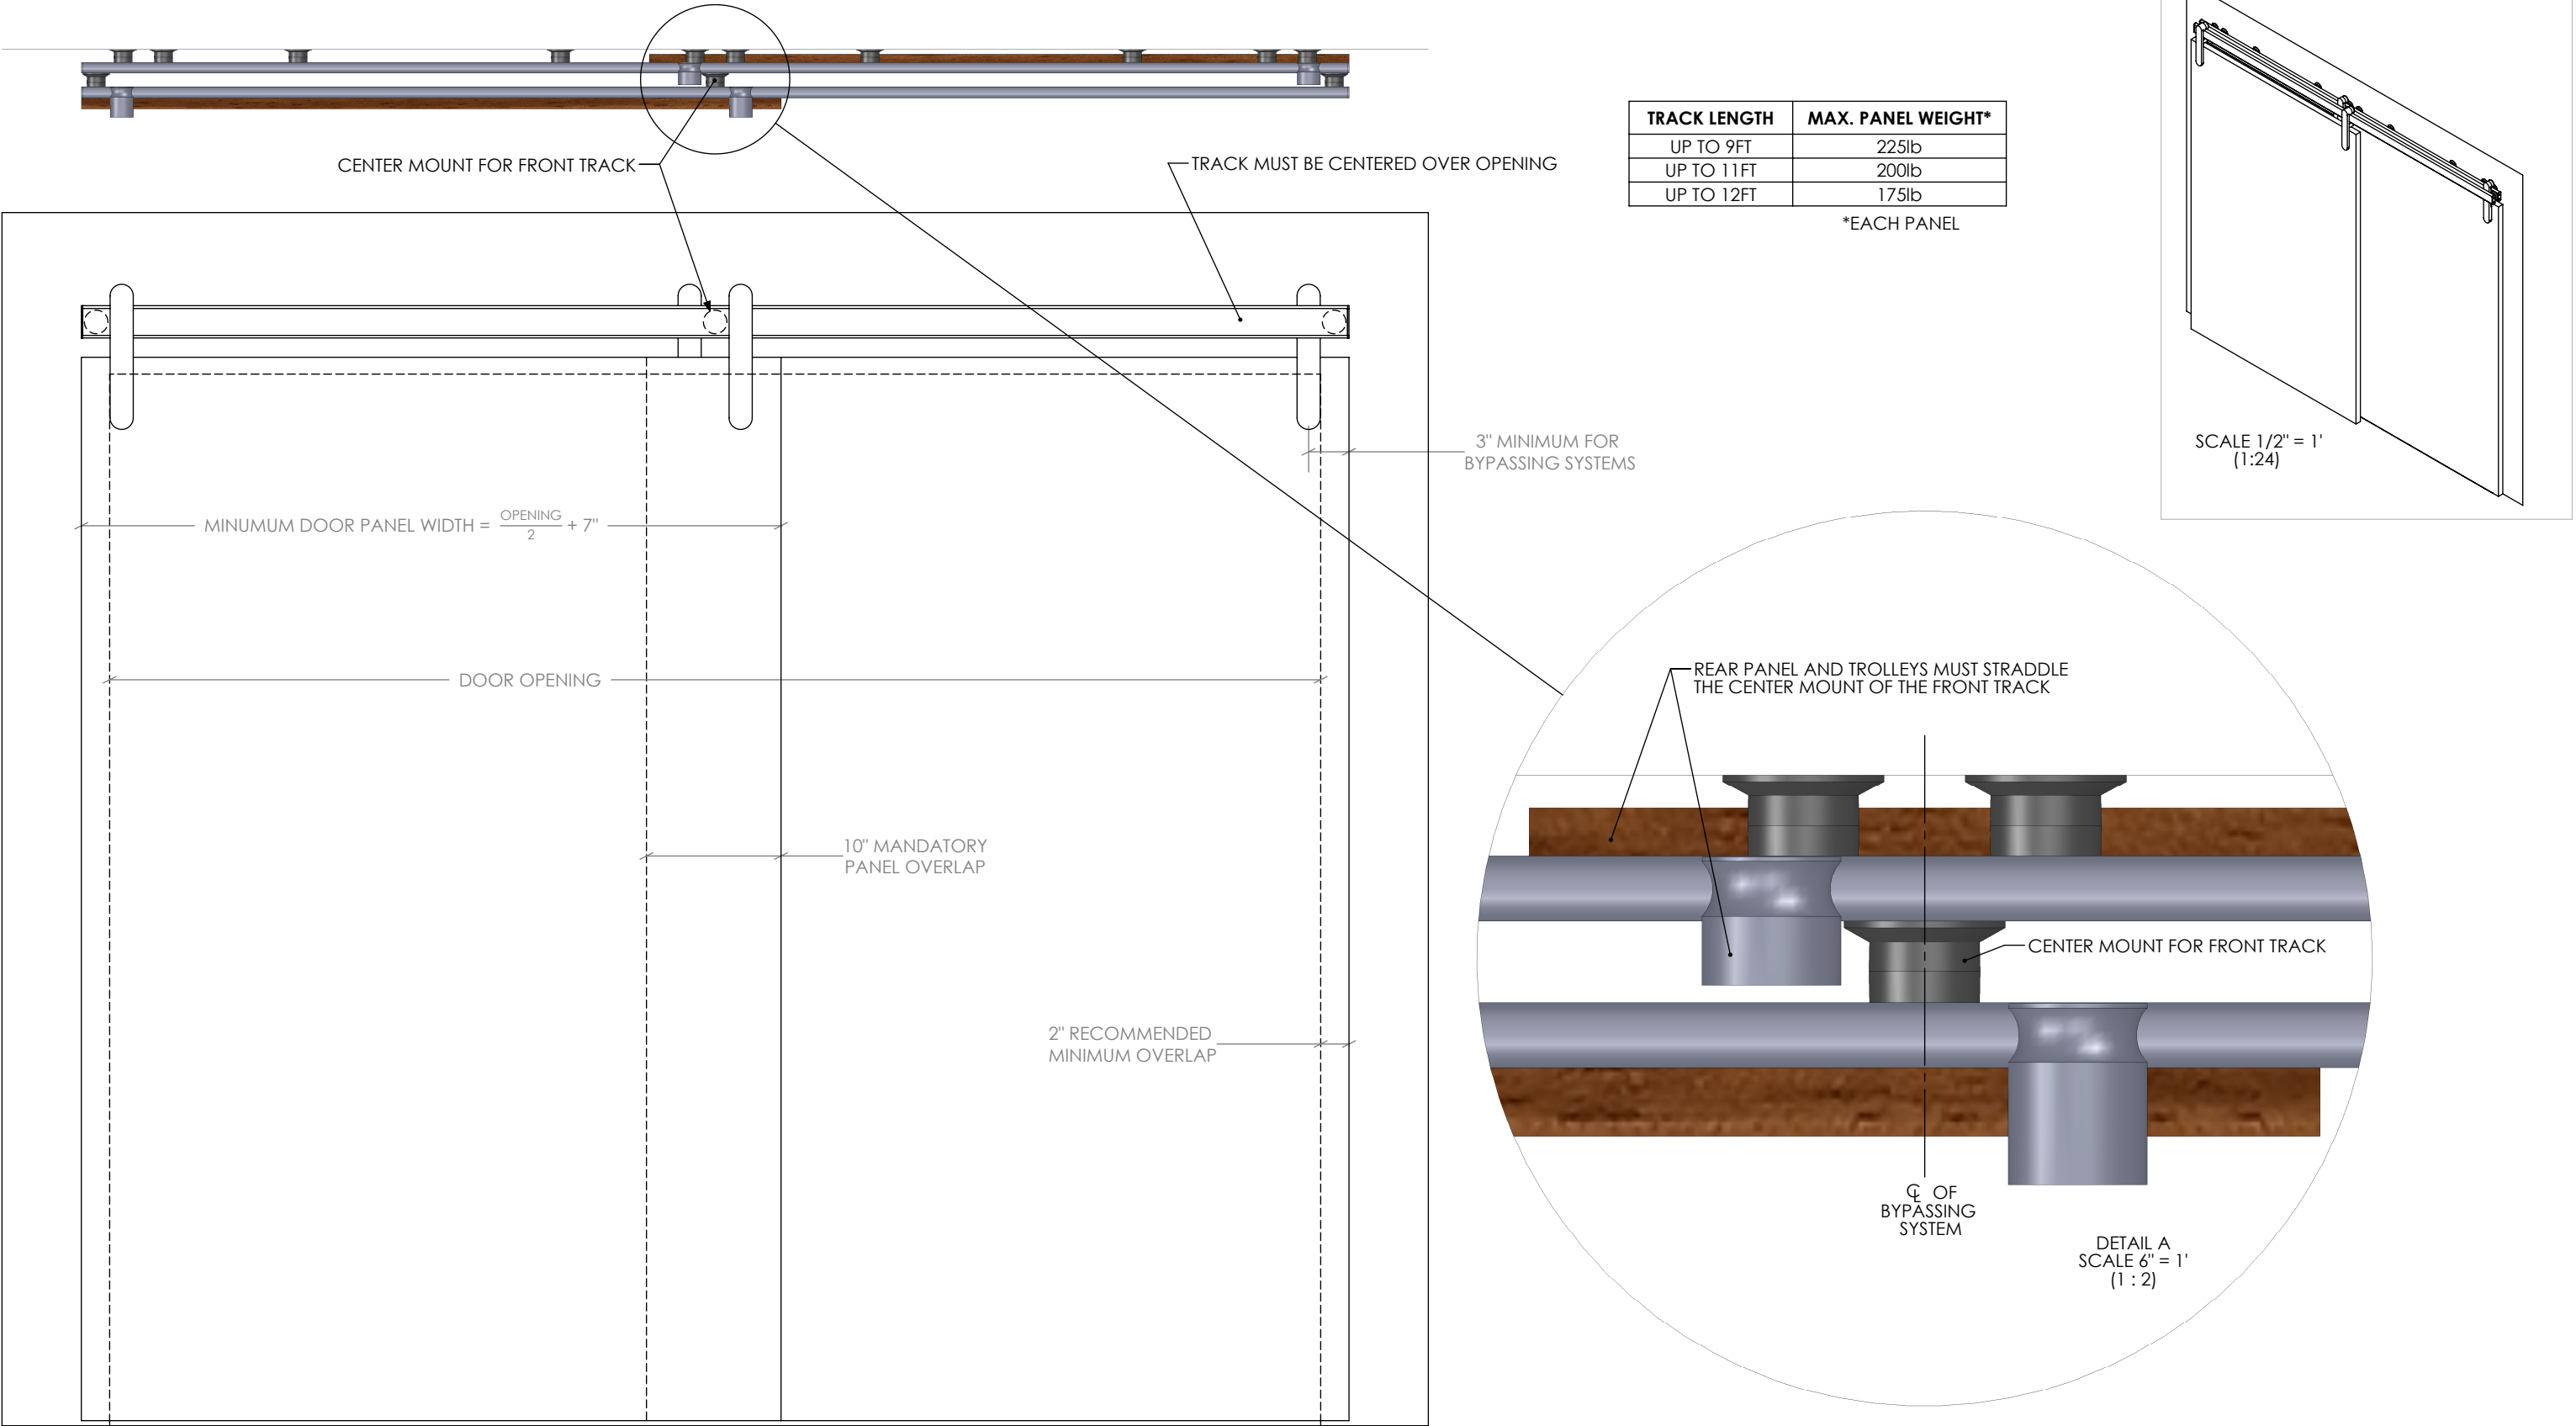 CENTER MOUNT FOR FRONT TRACK
TRACK MUST BE CENTERED OVER OPENING
TRACK LENGTH MAX. PANEL WEIGHT*
UP TO 9FT 225lb
UP TO 11FT 200lb
UP TO 12FT 175lb
*EACH PANEL
SCALE 1/2" = 1'
(1:24)
3" MINIMUM FOR
BYPASSING SYSTEMS
MINUMUM DOOR PANEL WIDTH = OPENING/2 + 7"
DOOR OPENING
10" MANDATORY
PANEL OVERLAP
2" RECOMMENDED
MINIMUM OVERLAP
REAR PANEL AND TROLLEYS MUST STRADDLE
THE CENTER MOUNT OF THE FRONT TRACK
CENTER MOUNT FOR FRONT TRACK
℄ OF
BYPASSING
SYSTEM
DETAIL A
SCALE 6" = 1'
(1 : 2)